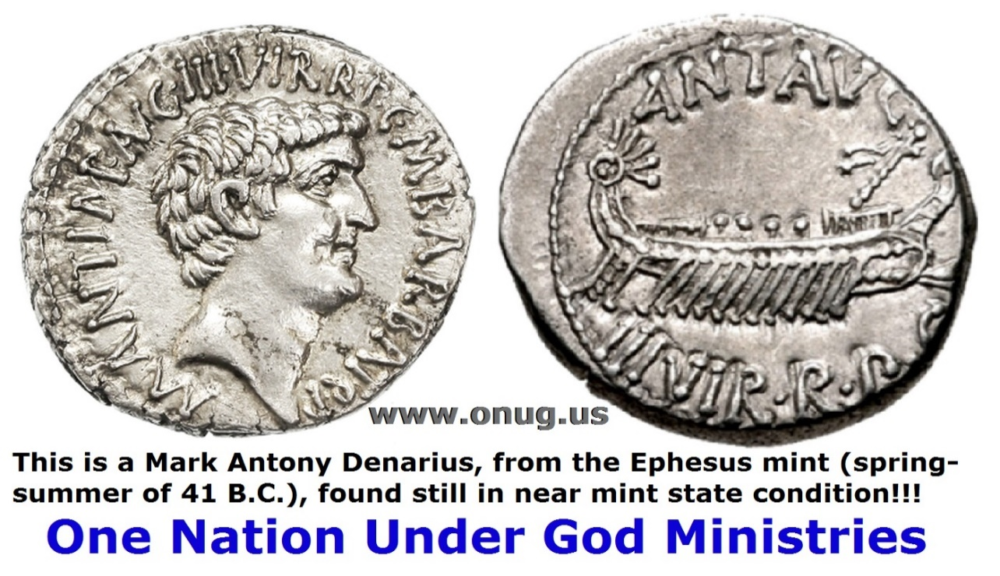 M ANT IMP AVG III·VIR·R·P·C·M·BARBAT Q·P
ANT AVG
III VIR·R·P·C
www.onug.us
This is a Mark Antony Denarius, from the Ephesus mint (spring-
summer of 41 B.C.), found still in near mint state condition!!!
One Nation Under God Ministries